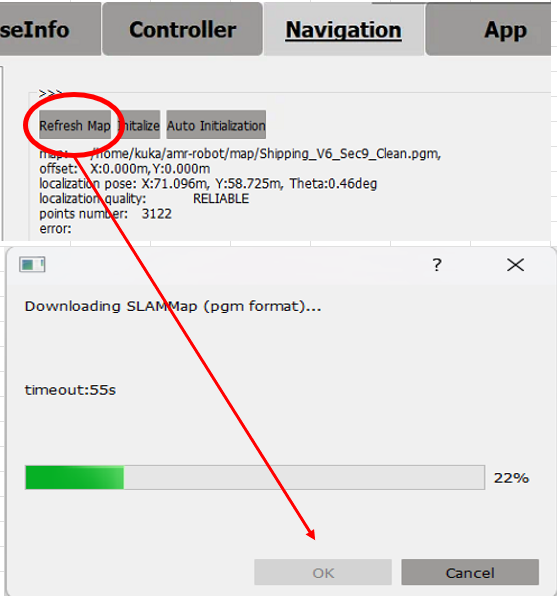 seInfo Controller Navigation App
>>>
Refresh Map Initalize Auto Initialization
map: /home/kuka/amr-robot/map/Shipping_V6_Sec9_Clean.pgm,
offset: X:0.000m,Y:0.000m
localization pose: X:71.096m, Y:58.725m, Theta:0.46deg
localization quality: RELIABLE
points number: 3122
error:
? ×
Downloading SLAMMap (pgm format)...
timeout:55s
22%
OK Cancel